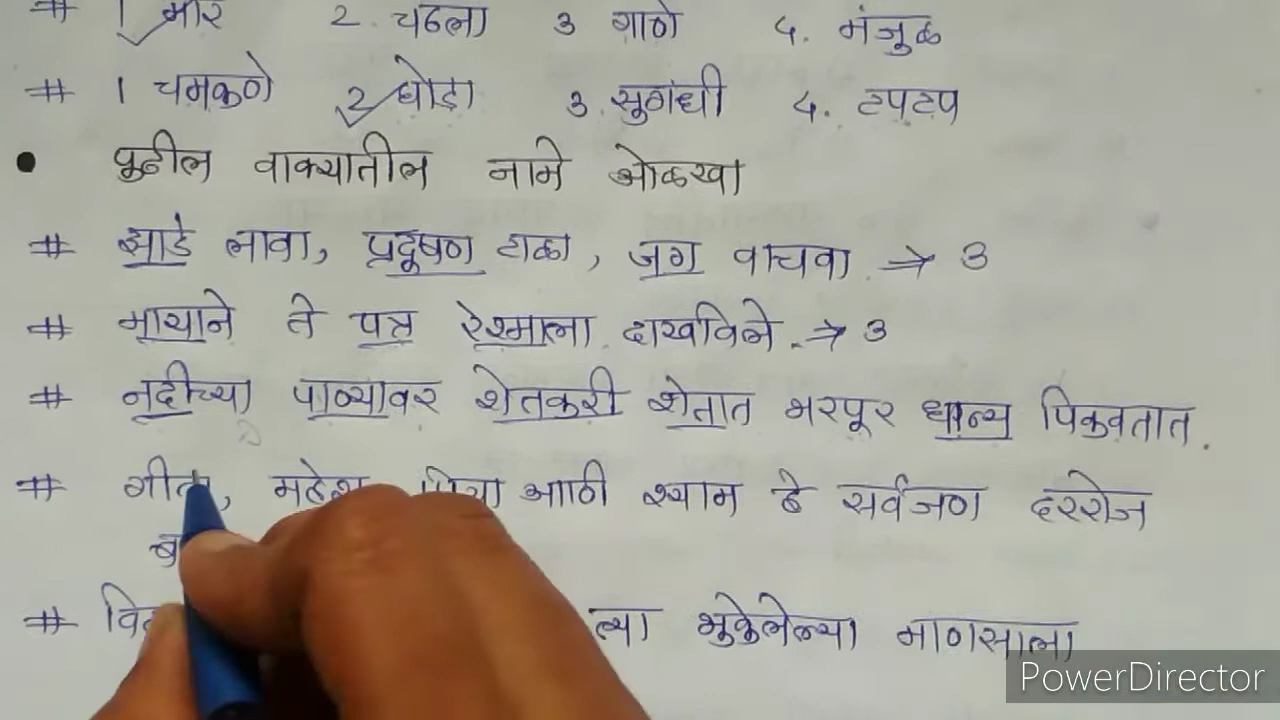 # 1 मोर 2. चढला 3 गाणे 4. मंजुळ
# 1 चमकणे 2 घोडा 3. सुगंधी 4. टपटप
• पुढील वाक्यातील नामे ओळखा
# झाडे लावा, प्रदूषण टाळा, जग वाचवा → 3
# मायाने ते पत्र रेश्माला दाखविले. → 3
# नदीच्या पाण्यावर शेतकरी शेतात भरपूर धान्य पिकवतात.
# गीता, महेश आणि श्याम हे सर्वजण दररोज
# भुकेलेल्या माणसाला
PowerDirector